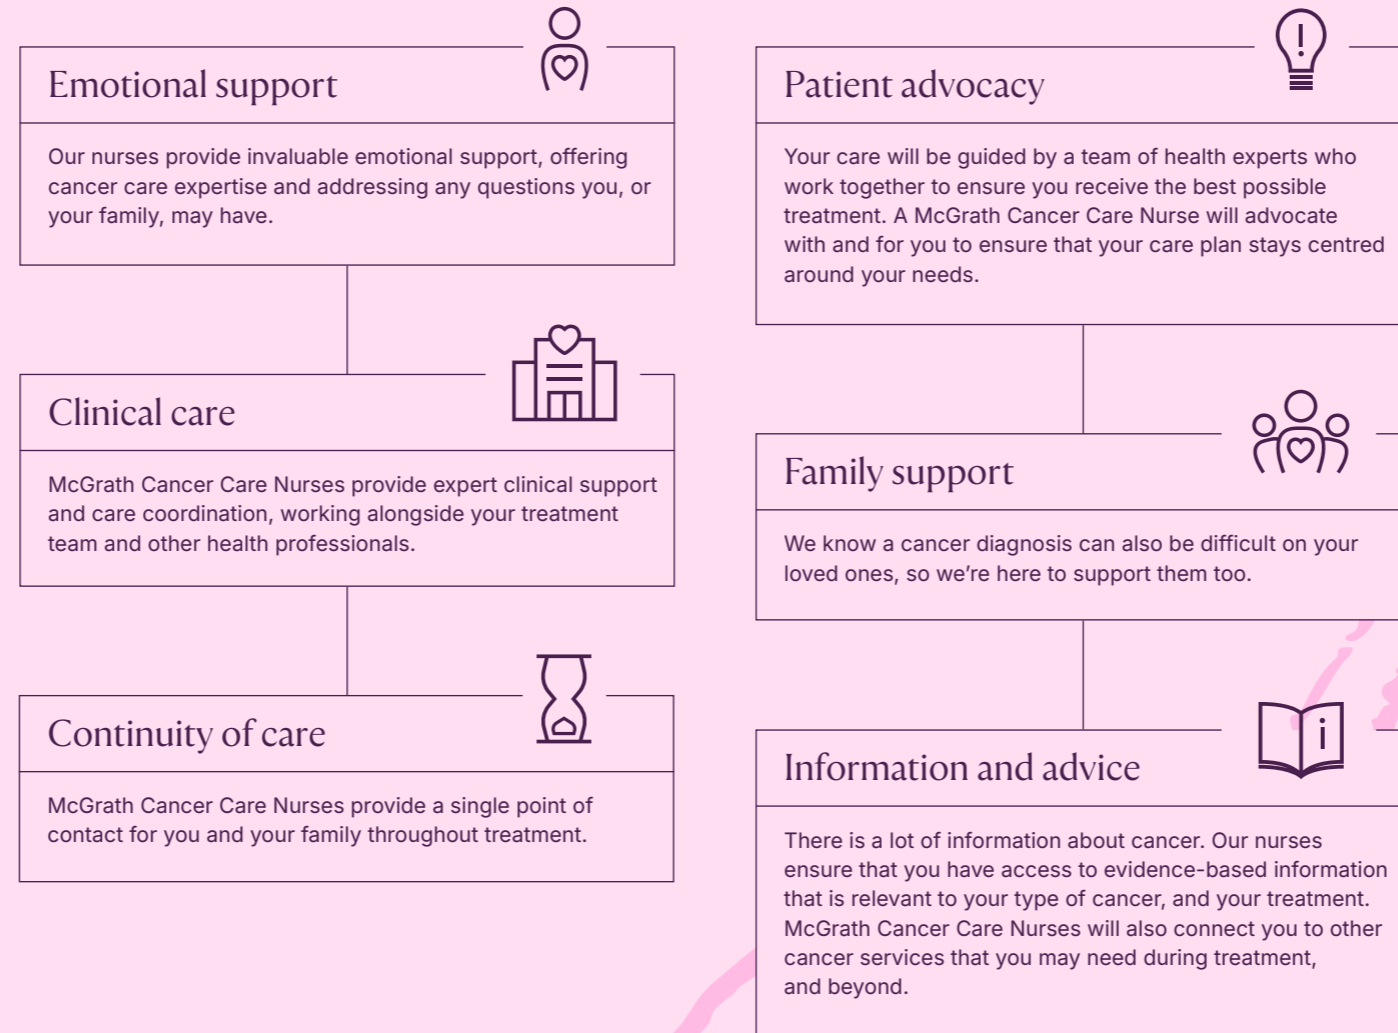 Emotional support
Our nurses provide invaluable emotional support, offering
cancer care expertise and addressing any questions you, or
your family, may have.
Clinical care
McGrath Cancer Care Nurses provide expert clinical support
and care coordination, working alongside your treatment
team and other health professionals.
Continuity of care
McGrath Cancer Care Nurses provide a single point of
contact for you and your family throughout treatment.
Patient advocacy
Your care will be guided by a team of health experts who
work together to ensure you receive the best possible
treatment. A McGrath Cancer Care Nurse will advocate
with and for you to ensure that your care plan stays centred
around your needs.
Family support
We know a cancer diagnosis can also be difficult on your
loved ones, so we’re here to support them too.
Information and advice
There is a lot of information about cancer. Our nurses
ensure that you have access to evidence-based information
that is relevant to your type of cancer, and your treatment.
McGrath Cancer Care Nurses will also connect you to other
cancer services that you may need during treatment,
and beyond.